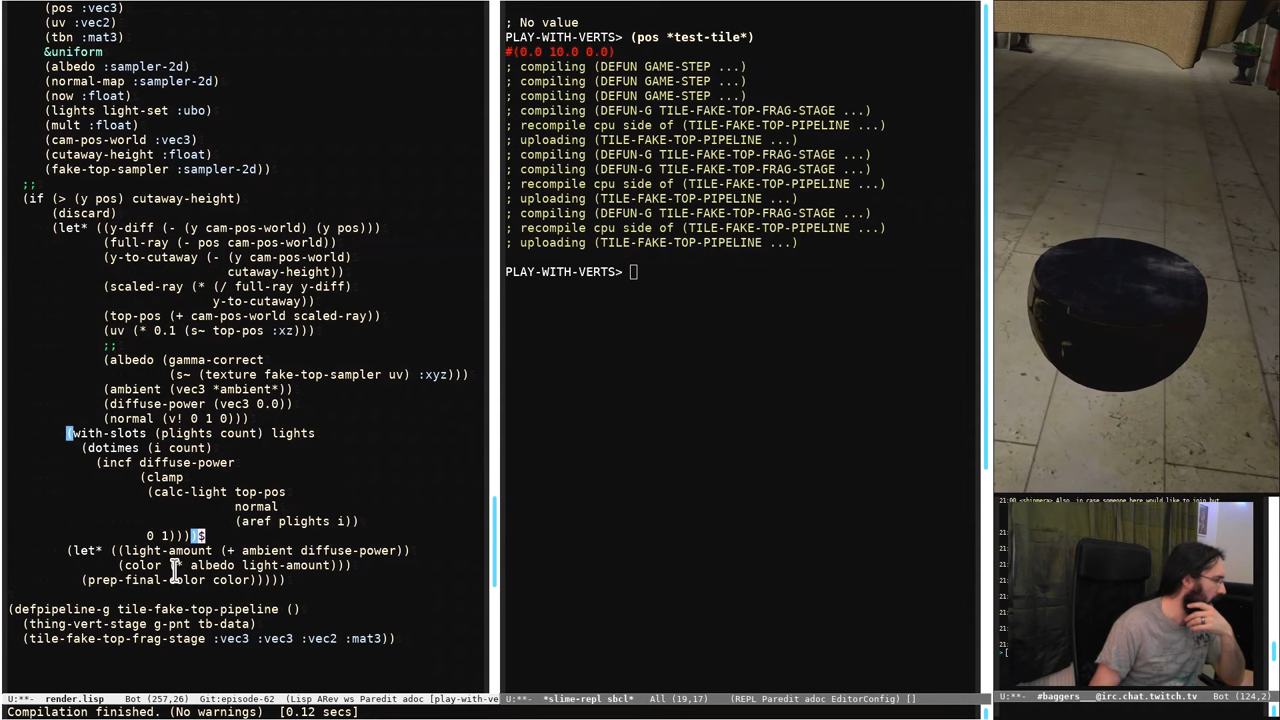 (pos :vec3)
(uv :vec2)
(tbn :mat3)
&uniform
(albedo :sampler-2d)
(normal-map :sampler-2d)
(now :float)
(lights light-set :ubo)
(mult :float)
(cam-pos-world :vec3)
(cutaway-height :float)
(fake-top-sampler :sampler-2d))
;;
(if (> (y pos) cutaway-height)
(discard)
(let* ((y-diff (- (y cam-pos-world) (y pos)))
(full-ray (- pos cam-pos-world))
(y-to-cutaway (- (y cam-pos-world)
cutaway-height))
(scaled-ray (* (/ full-ray y-diff)
y-to-cutaway))
(top-pos (+ cam-pos-world scaled-ray))
(uv (* 0.1 (s~ top-pos :xz)))
;;
(albedo (gamma-correct
(s~ (texture fake-top-sampler uv) :xyz)))
(ambient (vec3 *ambient*))
(diffuse-power (vec3 0.0))
(normal (v! 0 1 0)))
(with-slots (plights count) lights
(dotimes (i count)
(incf diffuse-power
(clamp
(calc-light top-pos
normal
(aref plights i))
0 1))))$
(let* ((light-amount (+ ambient diffuse-power))
(color (* albedo light-amount)))
(prep-final-color color)))))
(defpipeline-g tile-fake-top-pipeline ()
(thing-vert-stage g-pnt tb-data)
(tile-fake-top-frag-stage :vec3 :vec3 :vec2 :mat3))
U:**- render.lisp Bot (257,26) Git:episode-62 (Lisp ARev ws Paredit adoc [play-with-ve
Compilation finished. (No warnings) [0.12 secs]
; No value
PLAY-WITH-VERTS> (pos *test-tile*)
#(0.0 10.0 0.0)
; compiling (DEFUN GAME-STEP ...)
; compiling (DEFUN GAME-STEP ...)
; compiling (DEFUN GAME-STEP ...)
; compiling (DEFUN-G TILE-FAKE-TOP-FRAG-STAGE ...)
; recompile cpu side of (TILE-FAKE-TOP-PIPELINE ...)
; uploading (TILE-FAKE-TOP-PIPELINE ...)
; compiling (DEFUN-G TILE-FAKE-TOP-FRAG-STAGE ...)
; compiling (DEFUN-G TILE-FAKE-TOP-FRAG-STAGE ...)
; recompile cpu side of (TILE-FAKE-TOP-PIPELINE ...)
; uploading (TILE-FAKE-TOP-PIPELINE ...)
; compiling (DEFUN-G TILE-FAKE-TOP-FRAG-STAGE ...)
; recompile cpu side of (TILE-FAKE-TOP-PIPELINE ...)
; uploading (TILE-FAKE-TOP-PIPELINE ...)
PLAY-WITH-VERTS>
U:**- *slime-repl sbcl* All (19,17) (REPL Paredit adoc EditorConfig) []
21:00 <shinmera> Also, in case someone here would like to join but
U:**- #baggers__@irc.chat.twitch.tv Bot (124,2)